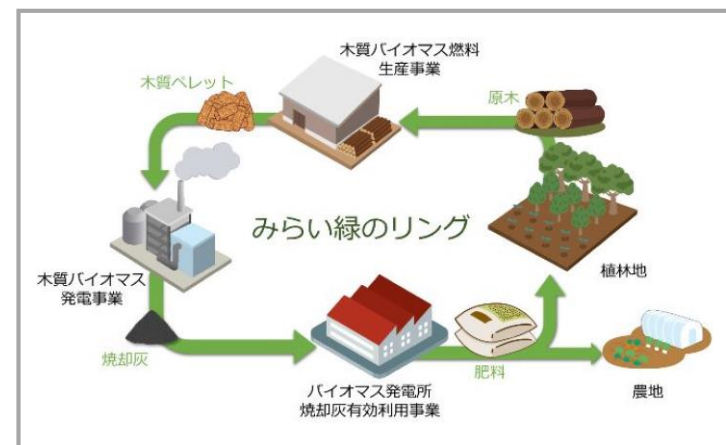 木質バイオマス燃料
生産事業
木質ペレット
原木
みらい緑のリング
木質バイオマス
発電事業
植林地
焼却灰
肥料
農地
バイオマス発電所
焼却灰有効利用事業